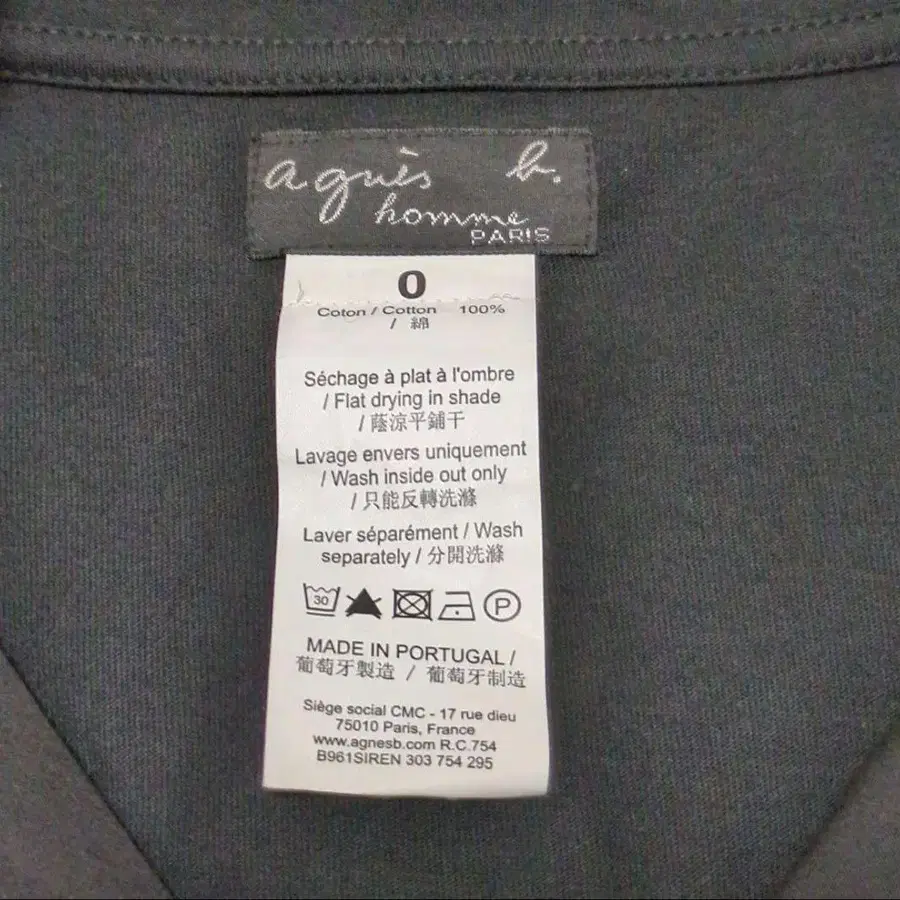 agnès b.
homme
PARIS
0
Coton / Cotton 100%
/ 綿
Séchage à plat à l'ombre
/ Flat drying in shade
/ 蔭涼平鋪干
Lavage envers uniquement
/ Wash inside out only
/ 只能反轉洗滌
Laver séparément / Wash
separately / 分開洗滌
30 P
MADE IN PORTUGAL /
葡萄牙製造 / 葡萄牙制造
Siège social CMC - 17 rue dieu
75010 Paris, France
www.agnesb.com R.C.754
B961SIREN 303 754 295